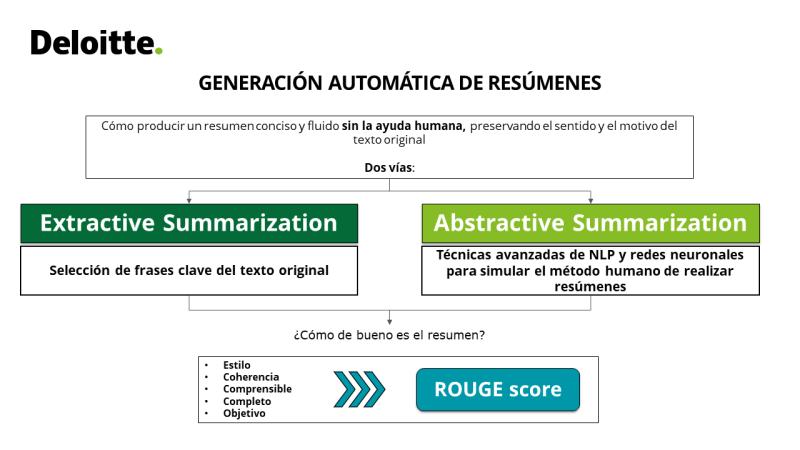 Deloitte.
GENERACIÓN AUTOMÁTICA DE RESÚMENES
Cómo producir un resumen conciso y fluido sin la ayuda humana, preservando el sentido y el motivo del
texto original
Dos vías:
Extractive Summarization
Selección de frases clave del texto original
Abstractive Summarization
Técnicas avanzadas de NLP y redes neuronales
para simular el método humano de realizar
resúmenes
¿Cómo de bueno es el resumen?
• Estilo
• Coherencia
• Comprensible
• Completo
• Objetivo
ROUGE score